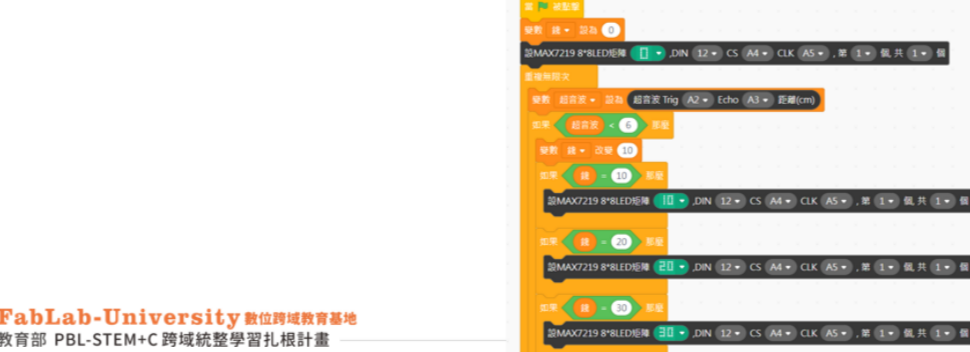 當 被點擊
變數 錢 設為 0
設MAX7219 8*8LED矩陣 0 ,DIN 12 CS A4 CLK A5 , 第 1 個,共 1 個
重複無限次
變數 超音波 設為 超音波 Trig A2 Echo A3 距離(cm)
如果 超音波 < 6 那麼
變數 錢 改變 10
如果 錢 = 10 那麼
設MAX7219 8*8LED矩陣 10 ,DIN 12 CS A4 CLK A5 , 第 1 個,共 1 個
如果 錢 = 20 那麼
設MAX7219 8*8LED矩陣 20 ,DIN 12 CS A4 CLK A5 , 第 1 個,共 1 個
如果 錢 = 30 那麼
設MAX7219 8*8LED矩陣 30 ,DIN 12 CS A4 CLK A5 , 第 1 個,共 1 個
FabLab-University 數位跨域教育基地
教育部 PBL-STEM+C 跨域統整學習扎根計畫